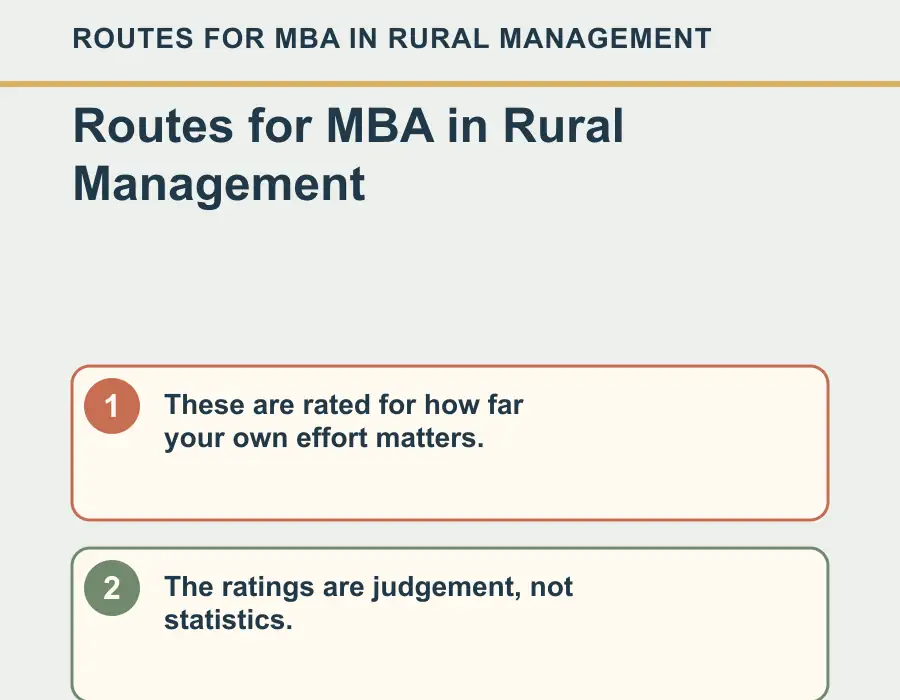 ROUTES FOR MBA IN RURAL MANAGEMENT
Routes for MBA in Rural
Management
1
These are rated for how far
your own effort matters.
2
The ratings are judgement, not
statistics.